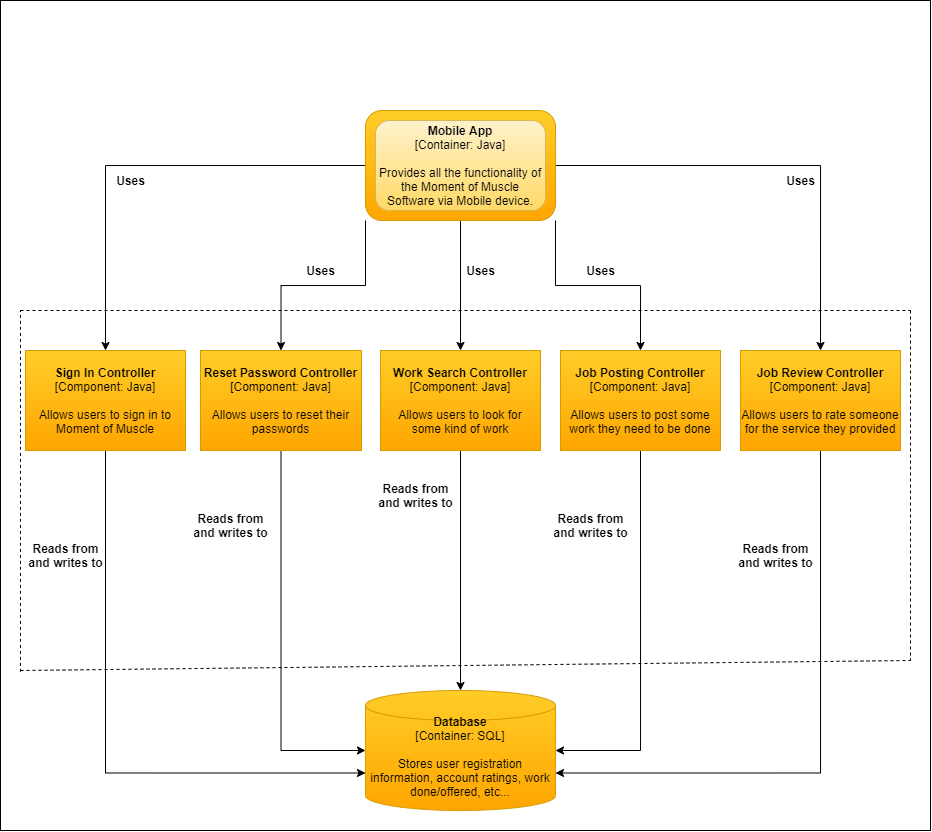 Mobile App
[Container: Java]
Provides all the functionality of
the Moment of Muscle
Software via Mobile device.
Uses
Uses
Uses
Uses
Uses
Sign In Controller
[Component: Java]
Allows users to sign in to
Moment of Muscle
Reset Password Controller
[Component: Java]
Allows users to reset their
passwords
Work Search Controller
[Component: Java]
Allows users to look for
some kind of work
Job Posting Controller
[Component: Java]
Allows users to post some
work they need to be done
Job Review Controller
[Component: Java]
Allows users to rate someone
for the service they provided
Reads from
and writes to
Reads from
and writes to
Reads from
and writes to
Reads from
and writes to
Reads from
and writes to
Database
[Container: SQL]
Stores user registration
information, account ratings, work
done/offered, etc...